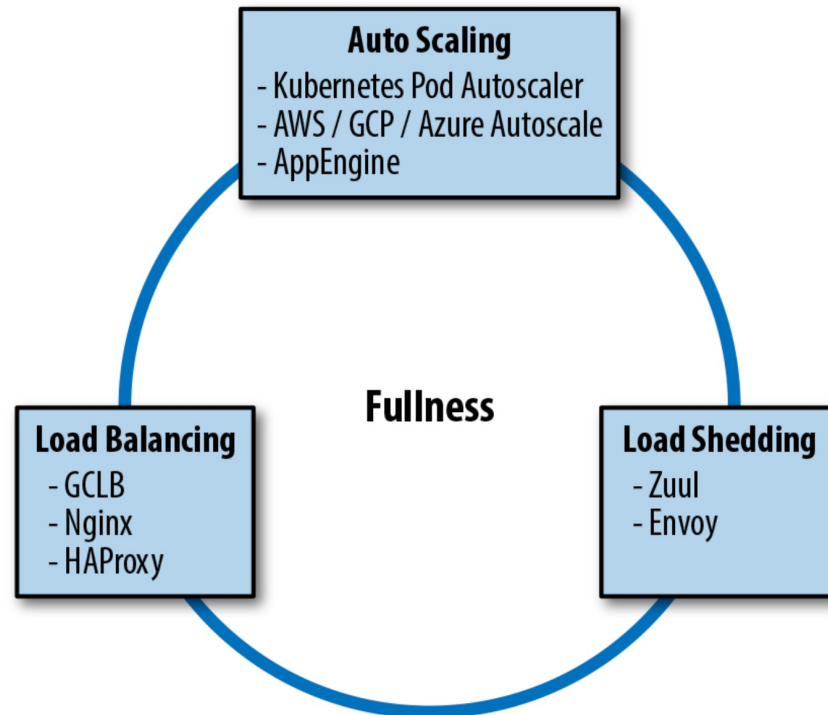 Auto Scaling
- Kubernetes Pod Autoscaler
- AWS / GCP / Azure Autoscale
- AppEngine
Fullness
Load Balancing
- GCLB
- Nginx
- HAProxy
Load Shedding
- Zuul
- Envoy